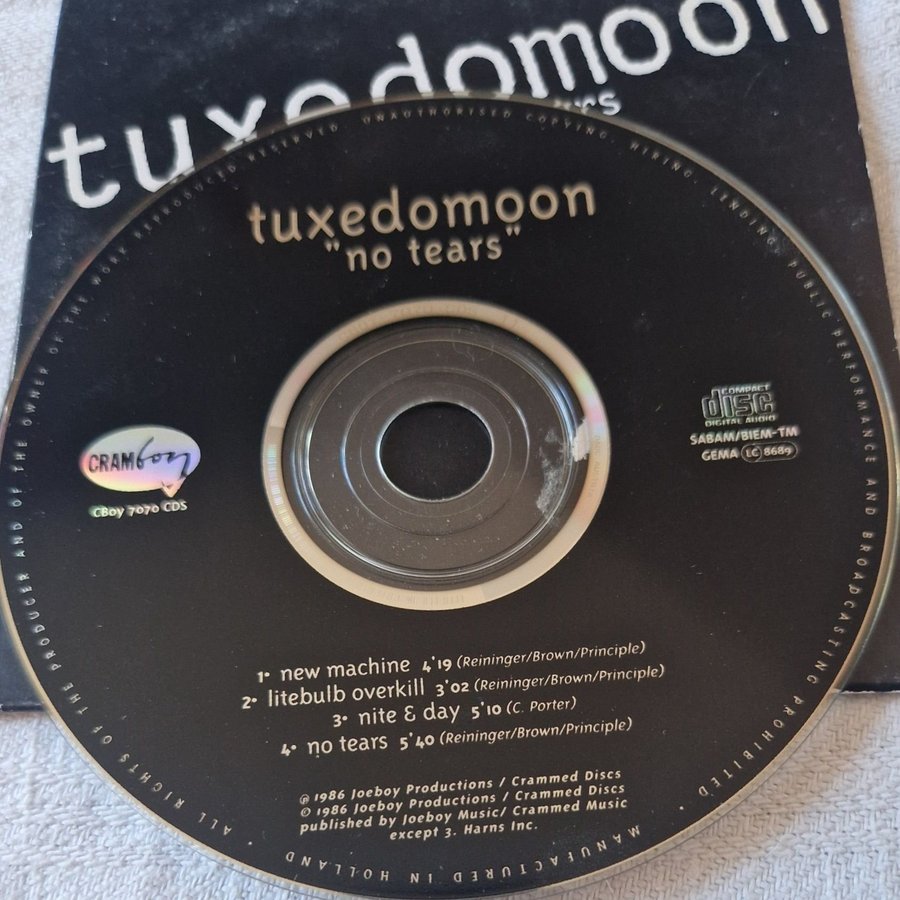 tuxedomoon
tuxedomoon
"no tears"
ALL RIGHTS OF THE PRODUCER AND OF THE OWNER OF THE WORK REPRODUCED RESERVED. UNAUTHORISED COPYING, HIRING, LENDING, PUBLIC PERFORMANCE AND BROADCASTING PROHIBITED.
COMPACT
disc
DIGITAL AUDIO
SABAM/BIEM-TM
GEMA LC 8689
CRAMboy
CBoy 7070 CDS
1• new machine 4'19 (Reininger/Brown/Principle)
2• litebulb overkill 3'02 (Reininger/Brown/Principle)
3• nite & day 5'10 (C. Porter)
4• no tears 5'40 (Reininger/Brown/Principle)
℗ 1986 Joeboy Productions / Crammed Discs
© 1986 Joeboy Productions / Crammed Discs
published by Joeboy Music/ Crammed Music
except 3. Harns Inc.
MANUFACTURED IN HOLLAND